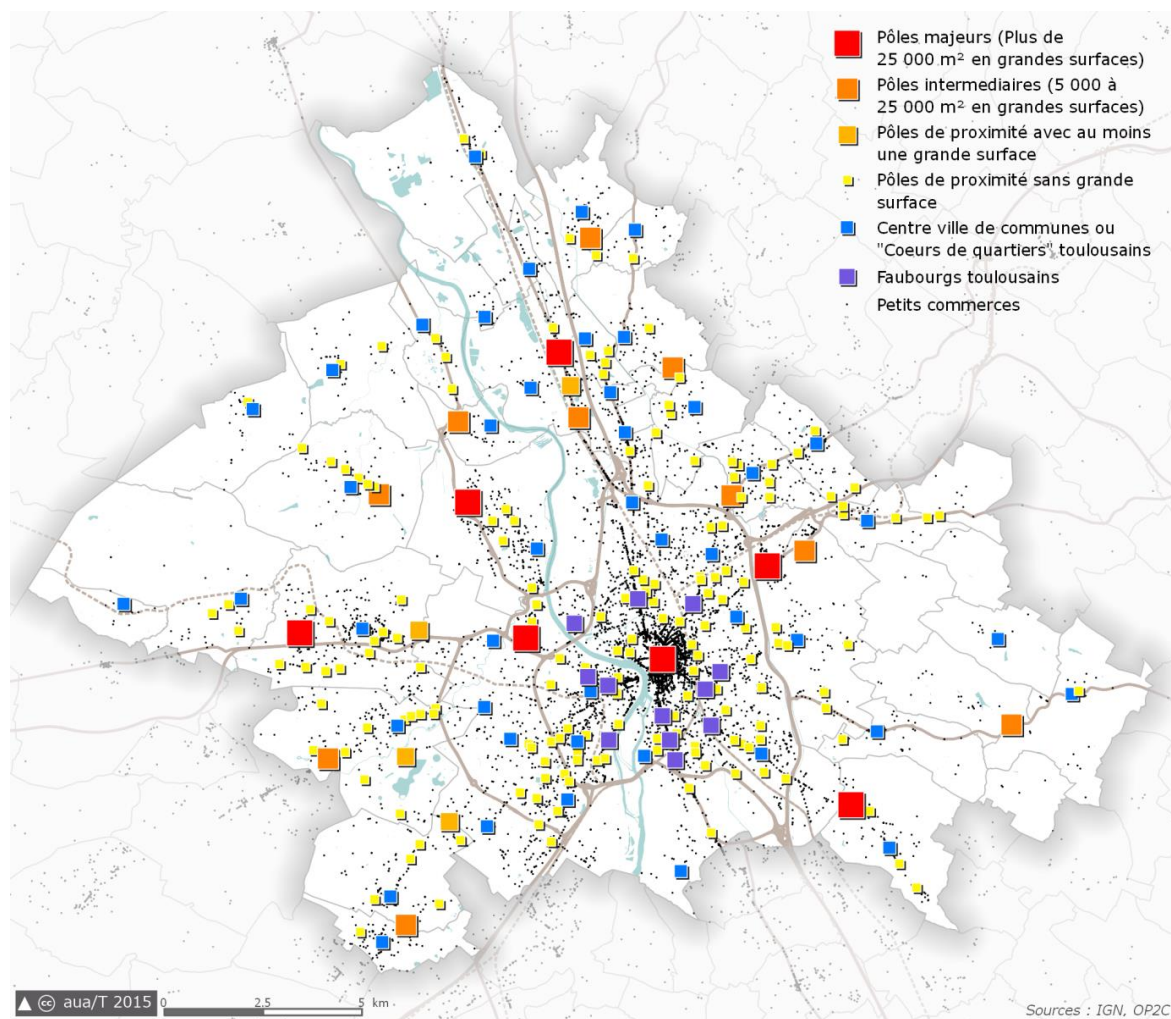 Pôles majeurs (Plus de
25 000 m² en grandes surfaces)
Pôles intermediaires (5 000 à
25 000 m² en grandes surfaces)
Pôles de proximité avec au moins
une grande surface
Pôles de proximité sans grande
surface
Centre ville de communes ou
"Coeurs de quartiers" toulousains
Faubourgs toulousains
Petits commerces
cc aua/T 2015
0 2.5 5 km
Sources : IGN, OP2C